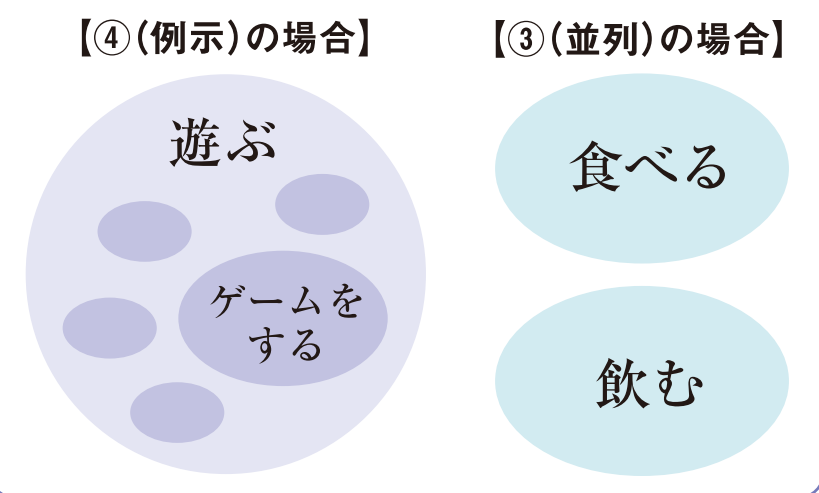 【④(例示)の場合】
遊ぶ
ゲームを
する
【③(並列)の場合】
食べる
飲む